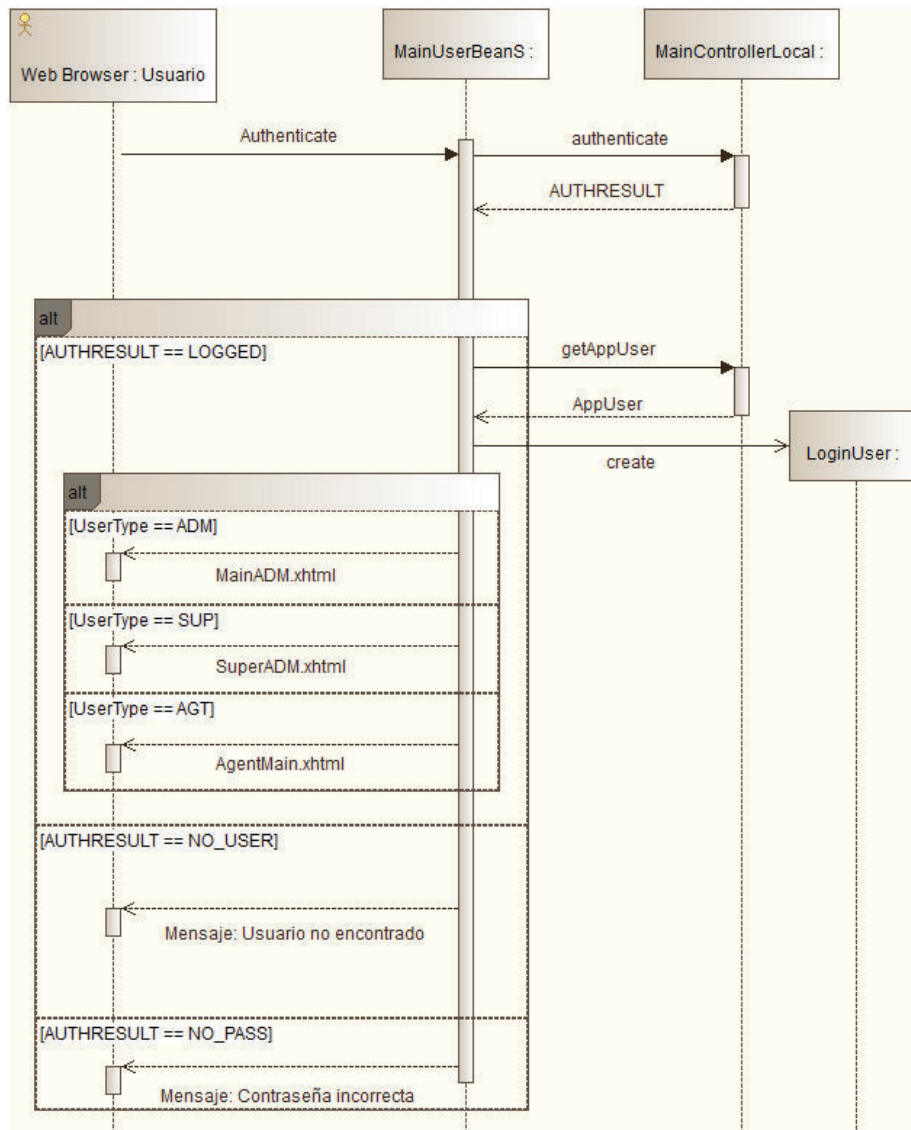 Web Browser : Usuario
MainUserBeanS :
MainControllerLocal :
Authenticate
authenticate
AUTHRESULT
alt
[AUTHRESULT == LOGGED]
getAppUser
AppUser
create
LoginUser :
alt
[UserType == ADM]
MainADM.xhtml
[UserType == SUP]
SuperADM.xhtml
[UserType == AGT]
AgentMain.xhtml
[AUTHRESULT == NO_USER]
Mensaje: Usuario no encontrado
[AUTHRESULT == NO_PASS]
Mensaje: Contraseña incorrecta